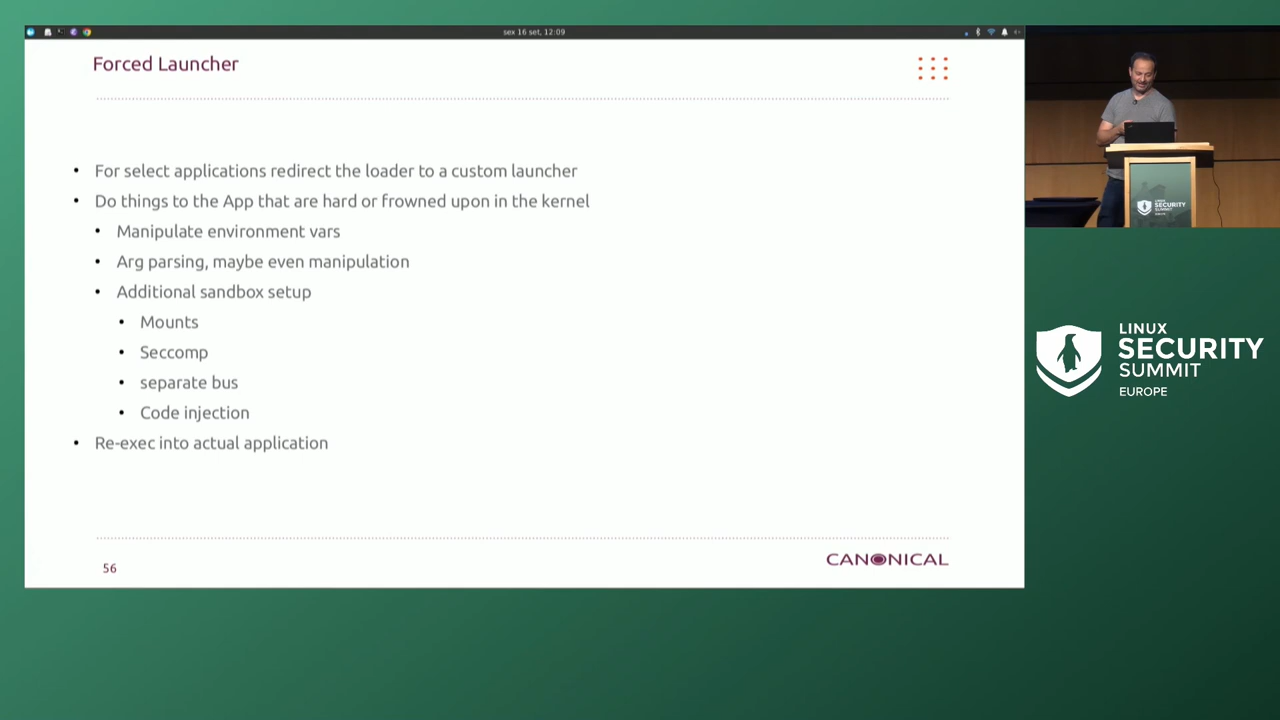 sex 16 set, 12:09
Forced Launcher
For select applications redirect the loader to a custom launcher
Do things to the App that are hard or frowned upon in the kernel
Manipulate environment vars
Arg parsing, maybe even manipulation
Additional sandbox setup
Mounts
Seccomp
separate bus
Code injection
Re-exec into actual application
56
CANONICAL
LINUX
SECURITY
SUMMIT
LINUX
SECURITY
SUMMIT
EUROPE